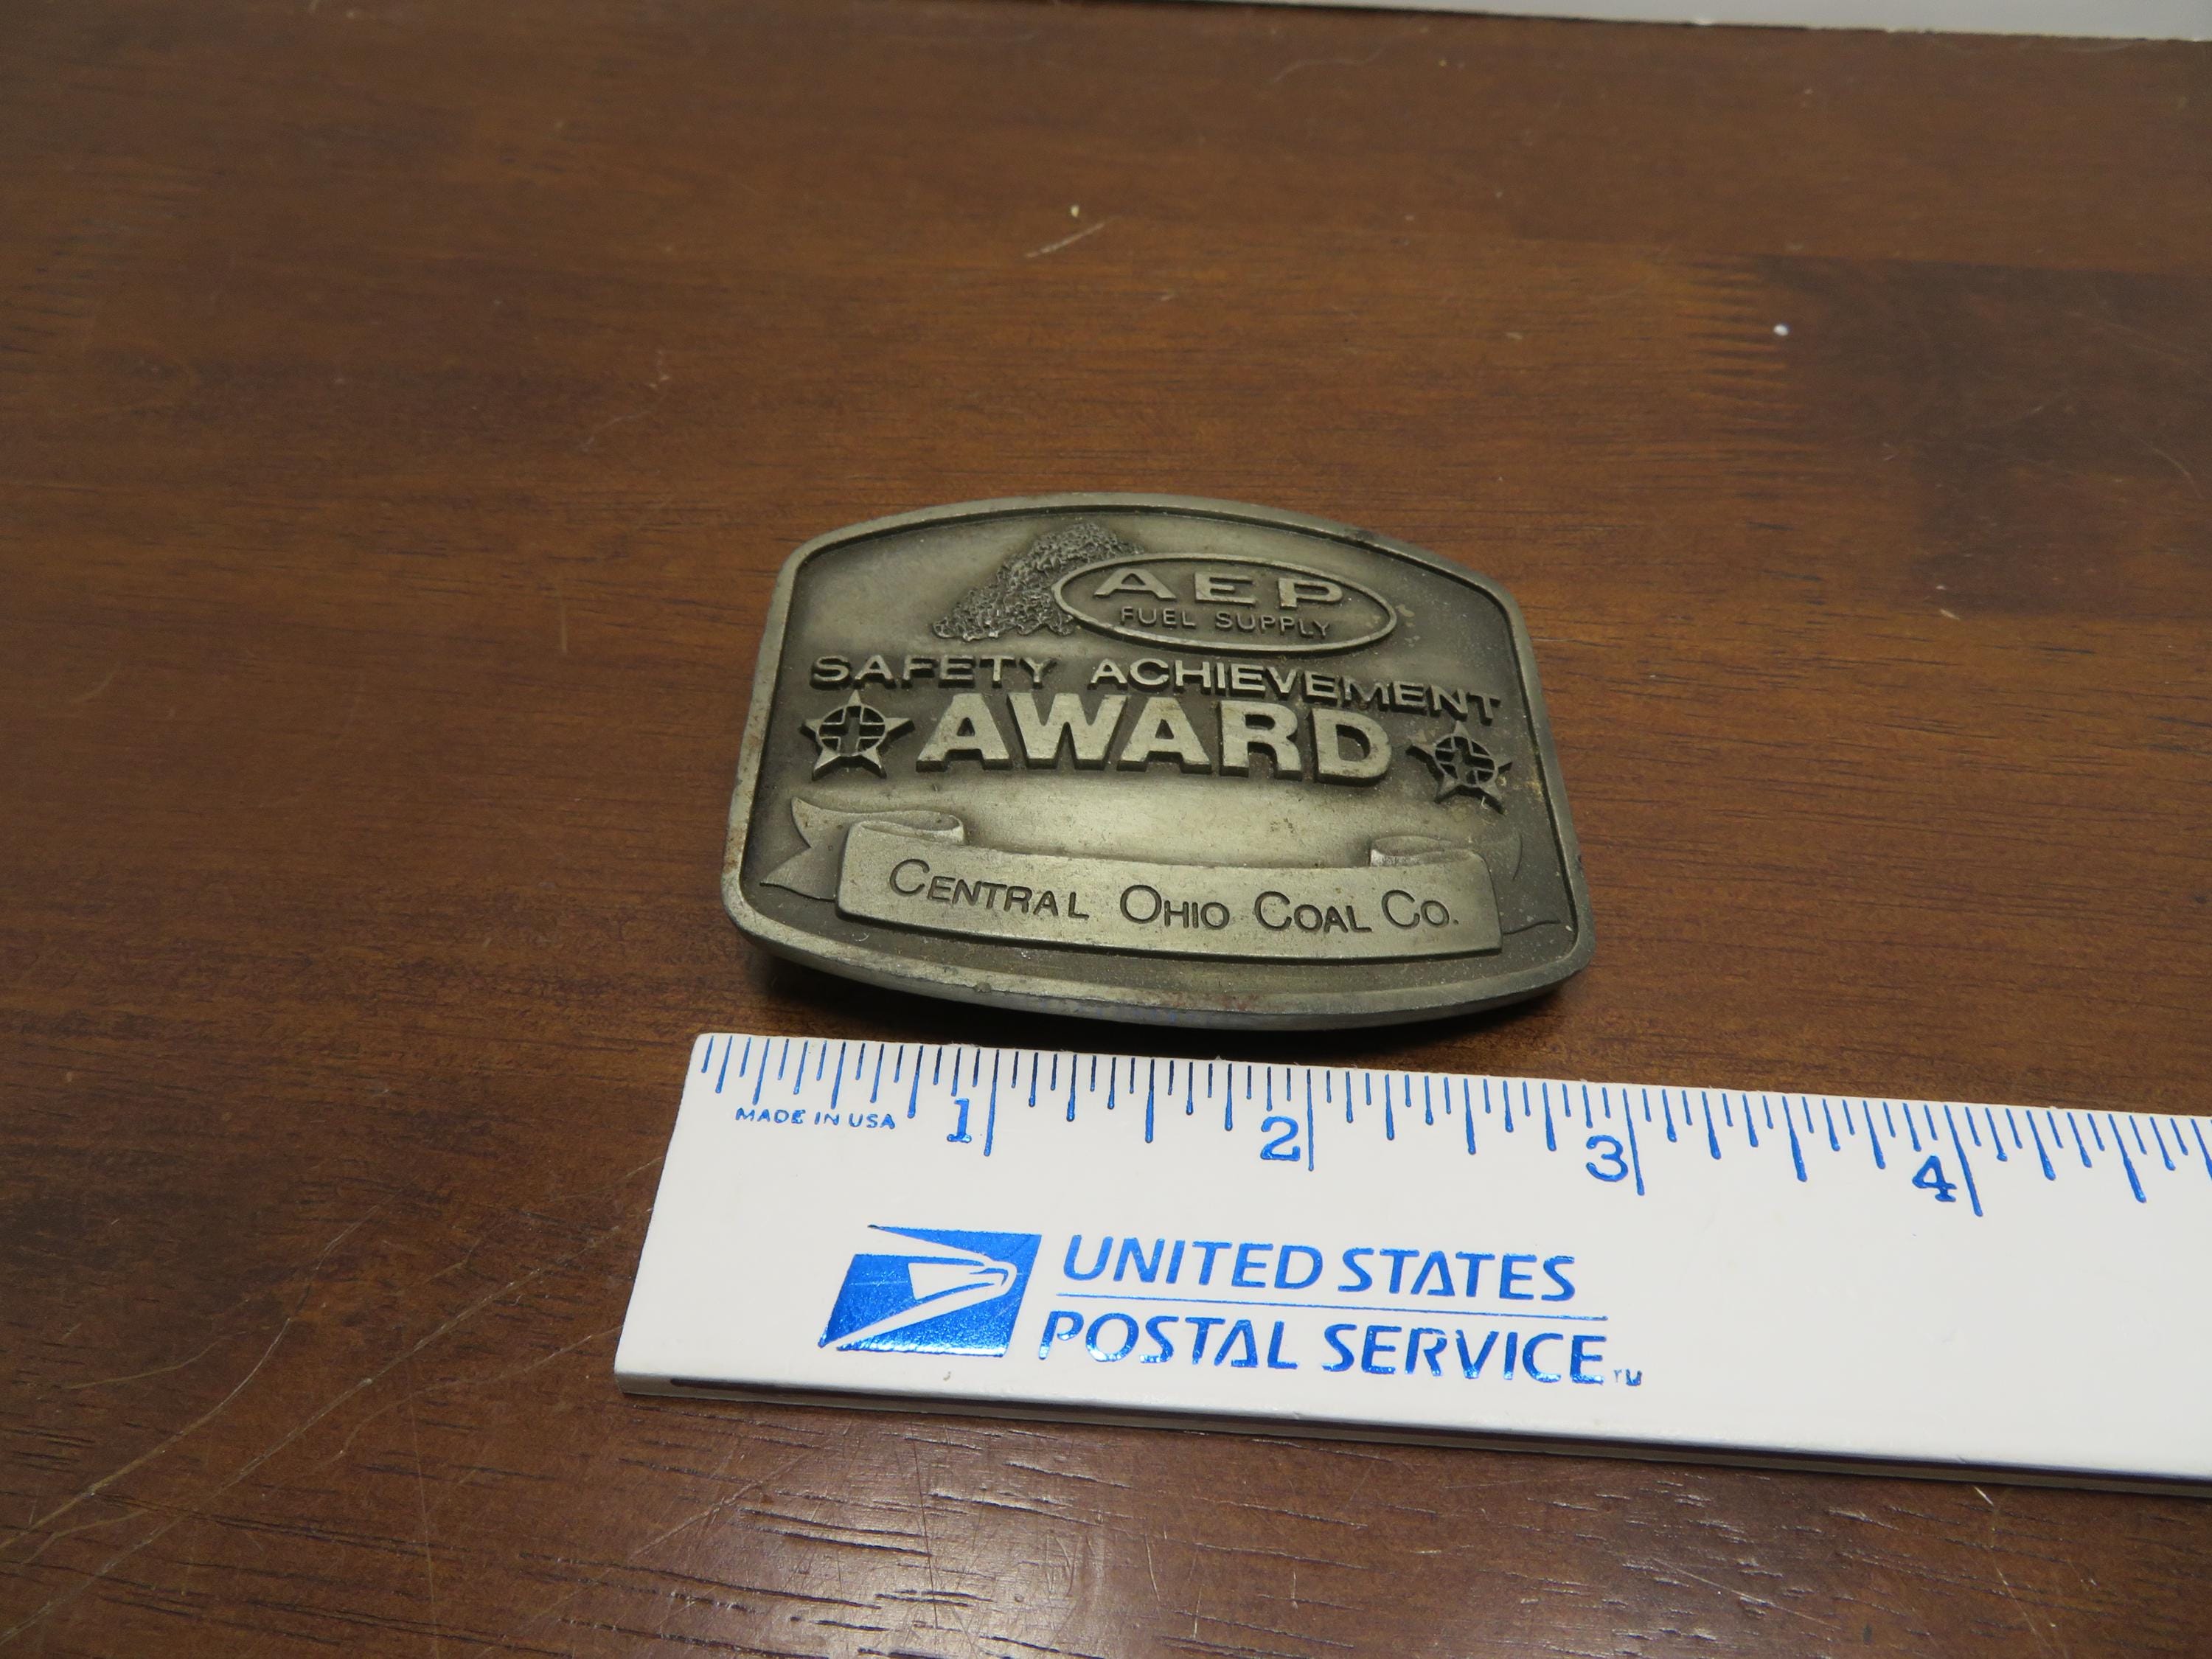 AEP
FUEL SUPPLY
SAFETY ACHIEVEMENT
AWARD
CENTRAL OHIO COAL CO.
MADE IN USA
1 2 3 4
UNITED STATES
POSTAL SERVICE TM